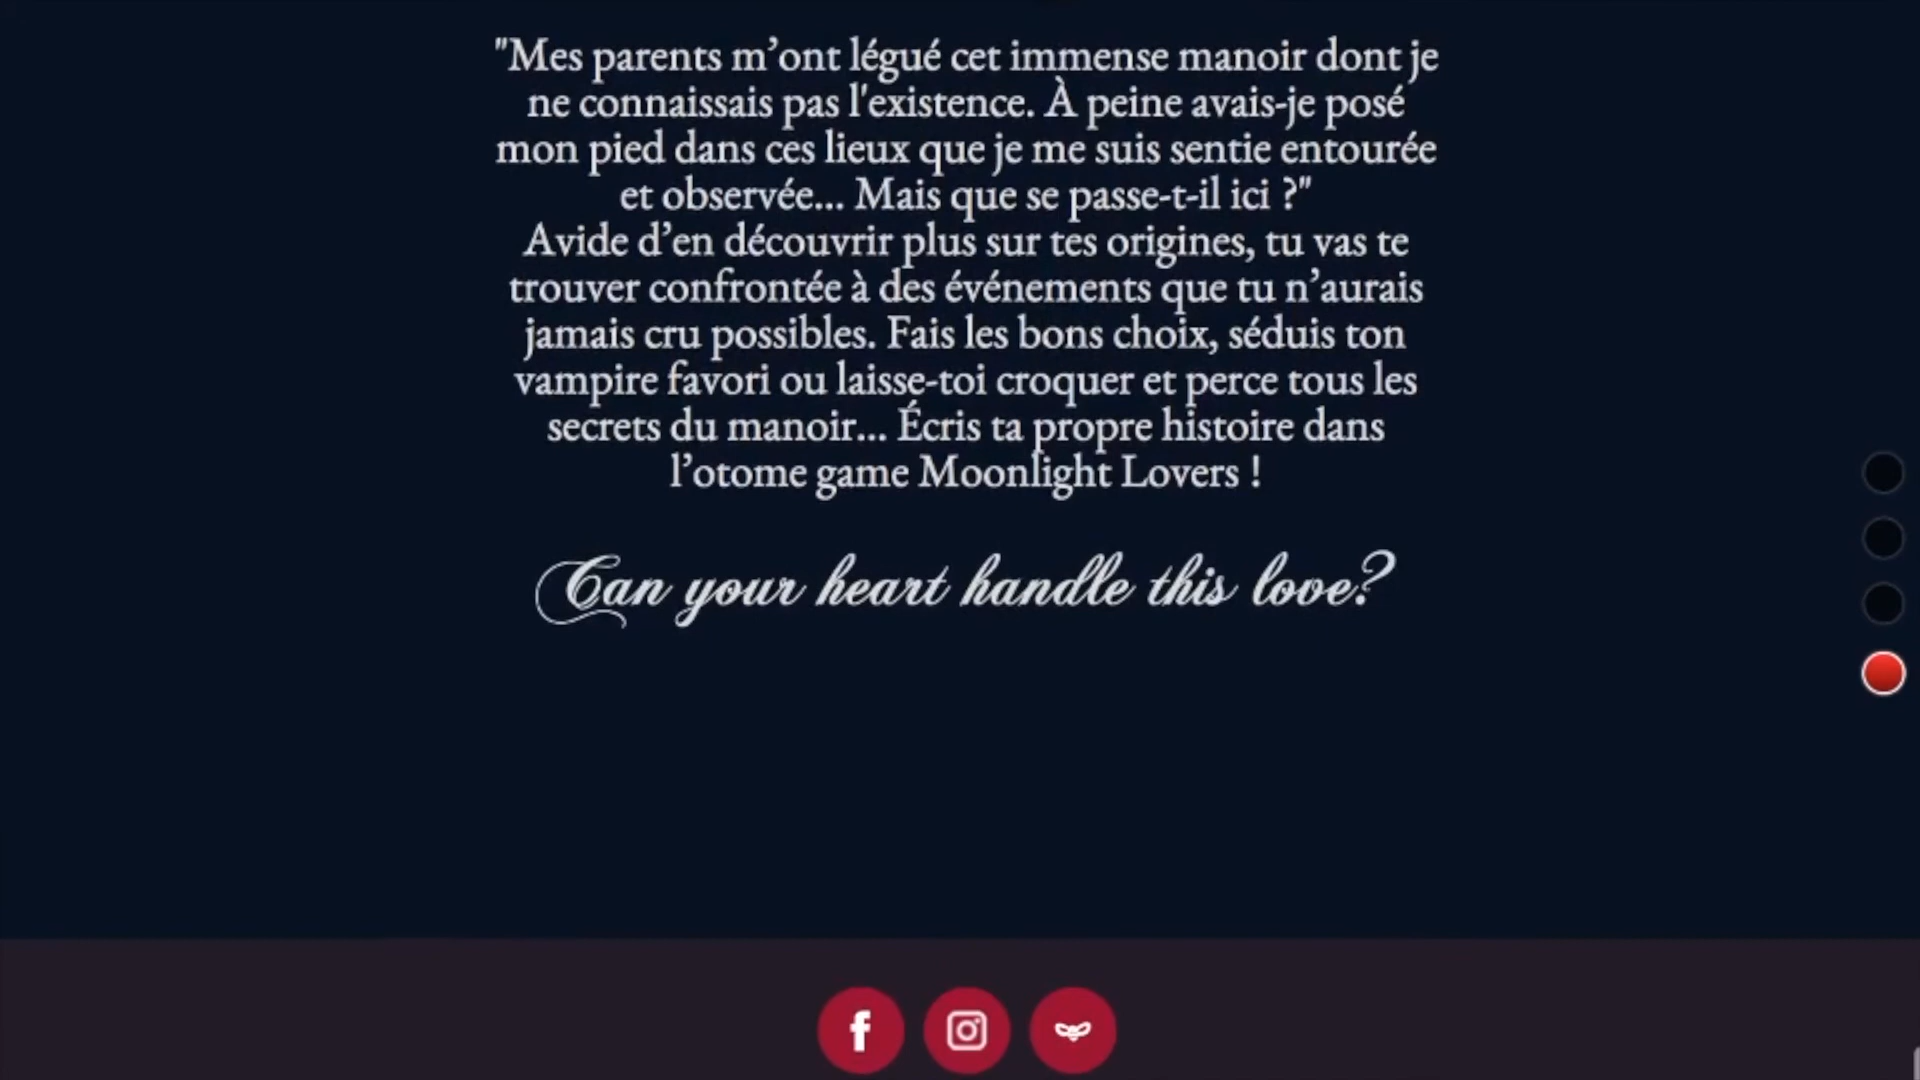 "Mes parents m’ont légué cet immense manoir dont je
ne connaissais pas l'existence. À peine avais-je posé
mon pied dans ces lieux que je me suis sentie entourée
et observée... Mais que se passe-t-il ici ?"
Avide d’en découvrir plus sur tes origines, tu vas te
trouver confrontée à des événements que tu n’aurais
jamais cru possibles. Fais les bons choix, séduis ton
vampire favori ou laisse-toi croquer et perce tous les
secrets du manoir... Écris ta propre histoire dans
l’otome game Moonlight Lovers !
Can your heart handle this love?